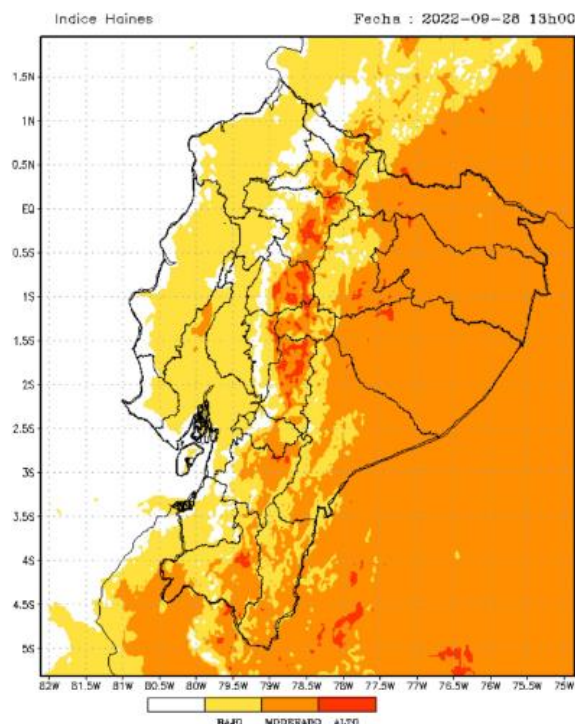 Indice Haines
Fecha : 2022-09-28 13h00
1.5N
1N
0.5N
EQ
0.5S
1S
1.5S
2S
2.5S
3S
3.5S
4S
4.5S
5S
82W 81.5W 81W 80.5W 80W 79.5W 79W 78.5W 78W 77.5W 77W 76.5W 76W 75.5W 75W
BAJO MODERADO ALTO